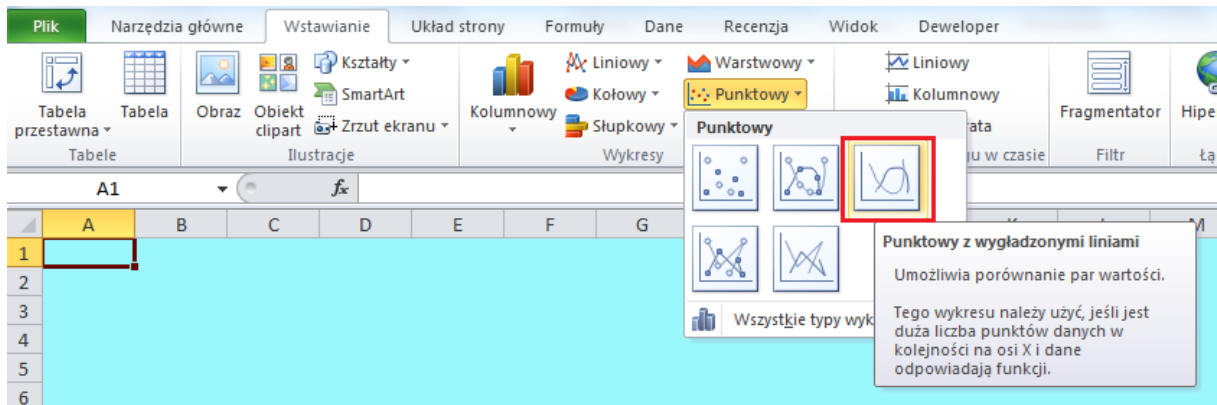 Plik Narzędzia główne Wstawianie Układ strony Formuły Dane Recenzja Widok Deweloper
Tabela przestawna
Tabela
Obraz
Obiekt clipart
Kształty
SmartArt
Zrzut ekranu
Kolumnowy
Liniowy
Kołowy
Słupkowy
Warstwowy
Punktowy
Liniowy
Kolumnowy
Fragmentator
Tabele Ilustracje Wykresy w czasie Filtr
A1 fx
A B C D E F G M
1
2
3
4
5
6
Punktowy
Wszystkie typy
Punktowy z wygładzonymi liniami
Umożliwia porównanie par wartości.
Tego wykresu należy użyć, jeśli jest
duża liczba punktów danych w
kolejności na osi X i dane
odpowiadają funkcji.